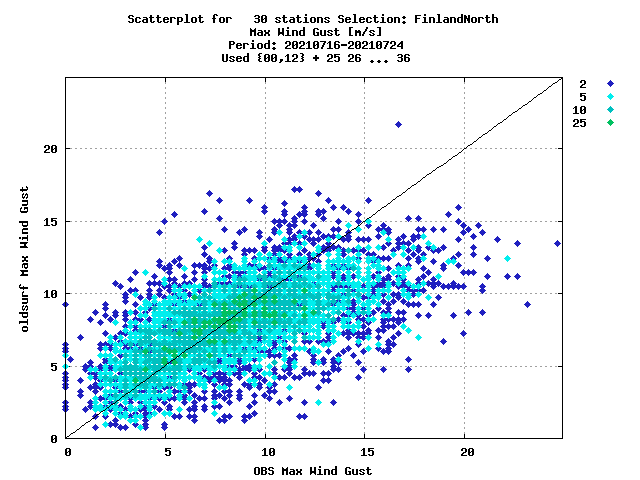 Scatterplot for 30 stations Selection: FinlandNorth
Max Wind Gust [m/s]
Period: 20210716-20210724
Used {00,12} + 25 26 ... 36
2
5
10
25
oldsurf Max Wind Gust
20
15
10
5
0
0 5 10 15 20
OBS Max Wind Gust